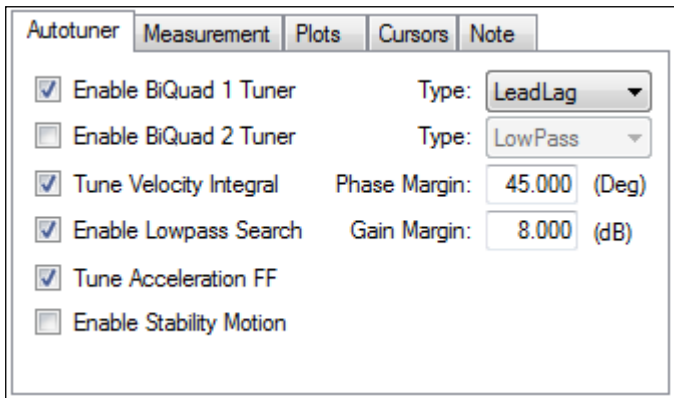 Autotuner Measurement Plots Cursors Note
Enable BiQuad 1 Tuner Type: LeadLag
Enable BiQuad 2 Tuner Type: LowPass
Tune Velocity Integral Phase Margin: 45.000 (Deg)
Enable Lowpass Search Gain Margin: 8.000 (dB)
Tune Acceleration FF
Enable Stability Motion